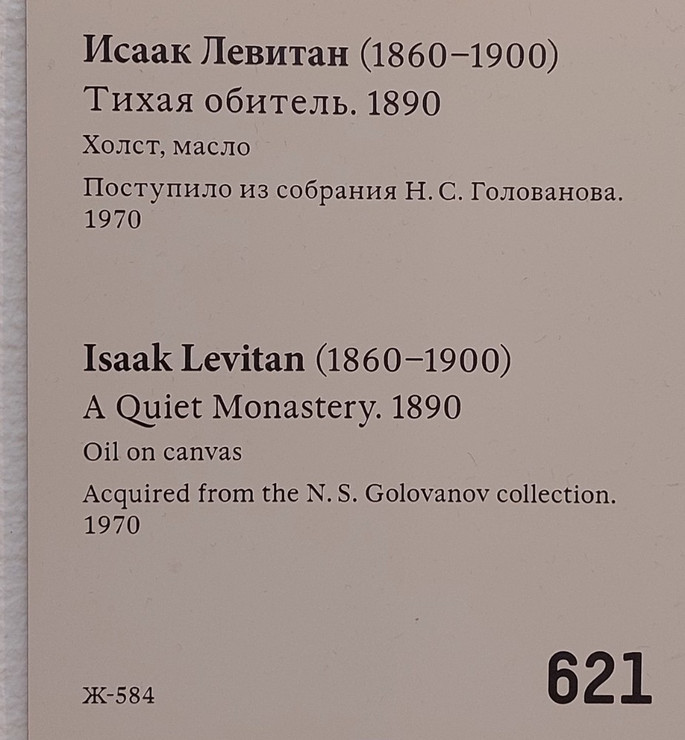 Исаак Левитан (1860–1900)
Тихая обитель. 1890
Холст, масло
Поступило из собрания Н. С. Голованова.
1970
Isaak Levitan (1860–1900)
A Quiet Monastery. 1890
Oil on canvas
Acquired from the N. S. Golovanov collection.
1970
Ж-584
621